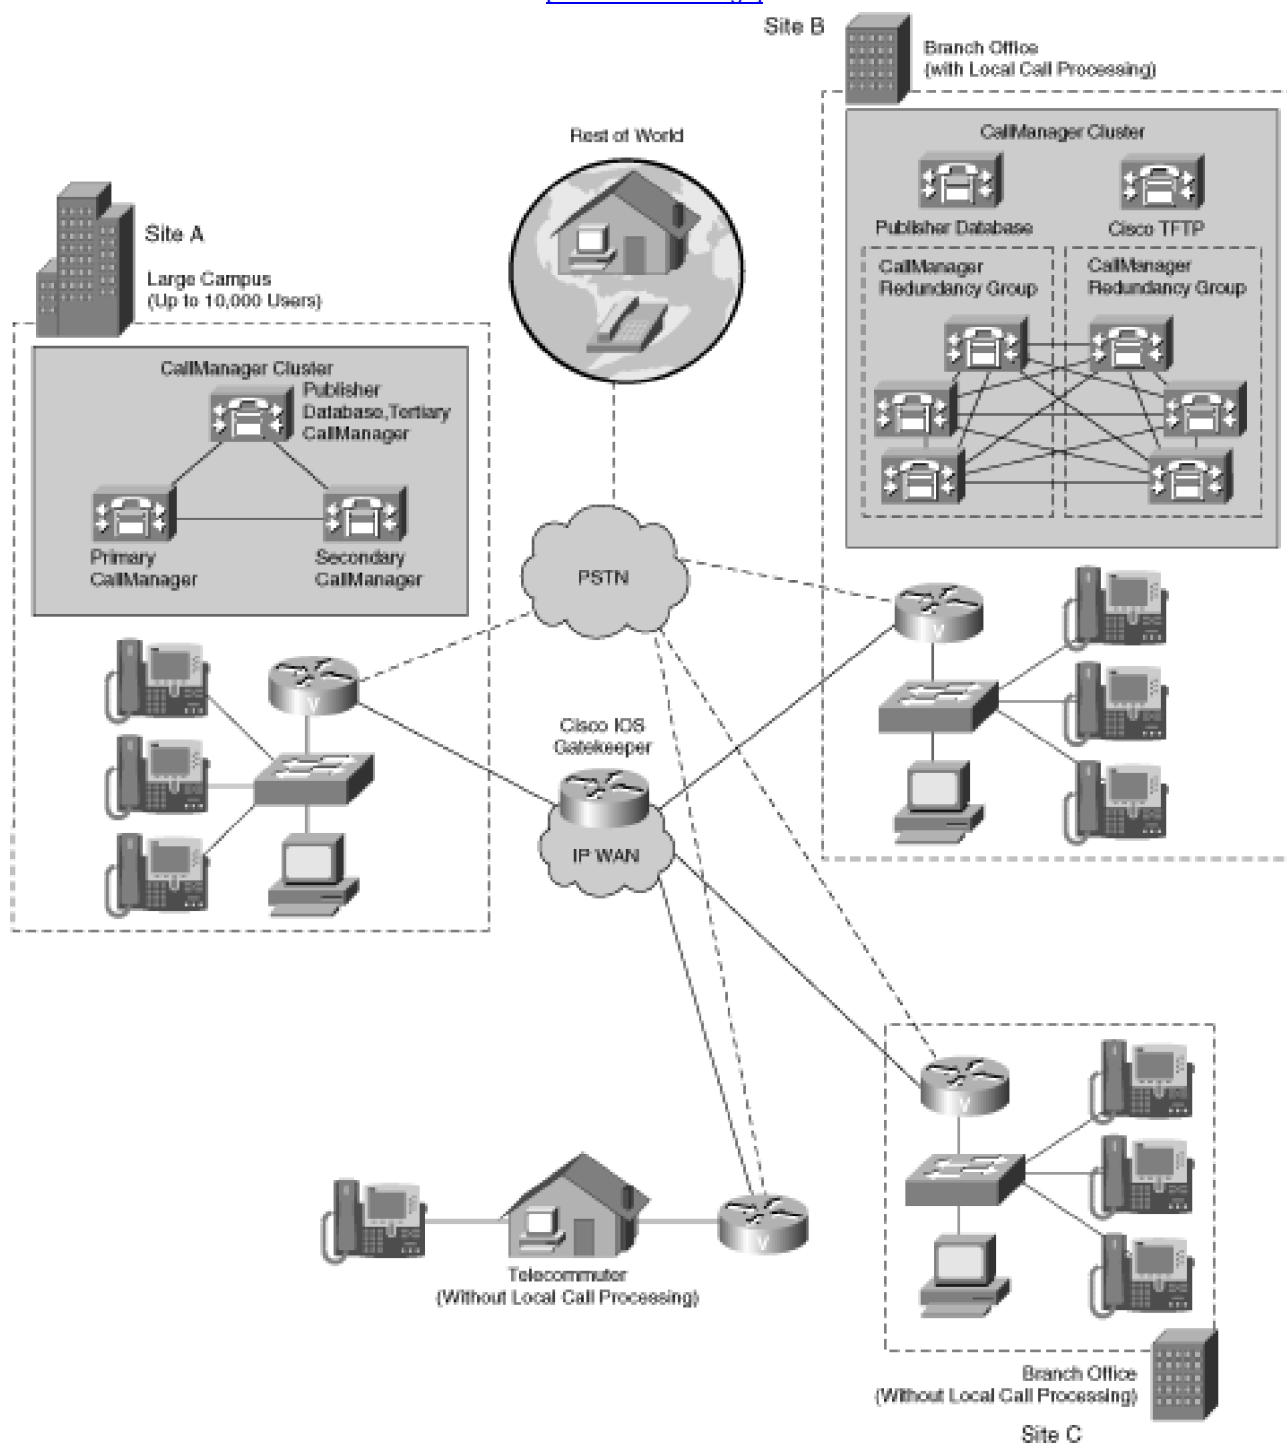 Site B
Branch Office
(with Local Call Processing)
CallManager Cluster
Publisher Database
Cisco TFTP
CallManager
Redundancy Group
CallManager
Redundancy Group
Rest of World
Site A
Large Campus
(Up to 10,000 Users)
CallManager Cluster
Publisher
Database,Tertiary
CallManager
Primary
CallManager
Secondary
CallManager
PSTN
V
V
Cisco IOS
Gatekeeper
IP WAN
V
V
Telecommuter
(Without Local Call Processing)
Branch Office
(Without Local Call Processing)
Site C